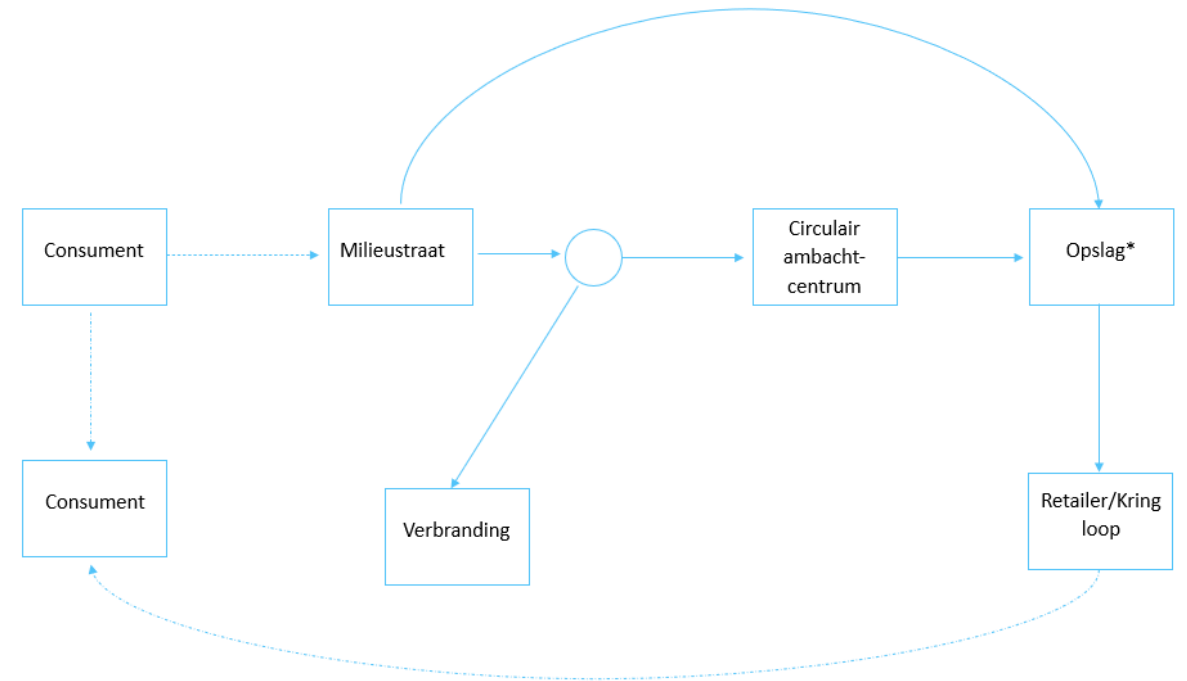 Consument
Milieustraat
Circulair
ambacht-
centrum
Opslag*
Consument
Verbranding
Retailer/Kring
loop